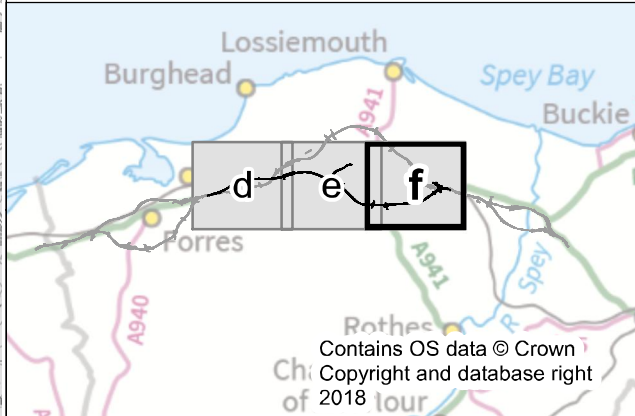 Lossiemouth
Burghead
Spey Bay
A941
Buckie
d
e
f
Forres
A941
Spey
A940
R
Rothes
Contains OS data © Crown
Copyright and database right
2018